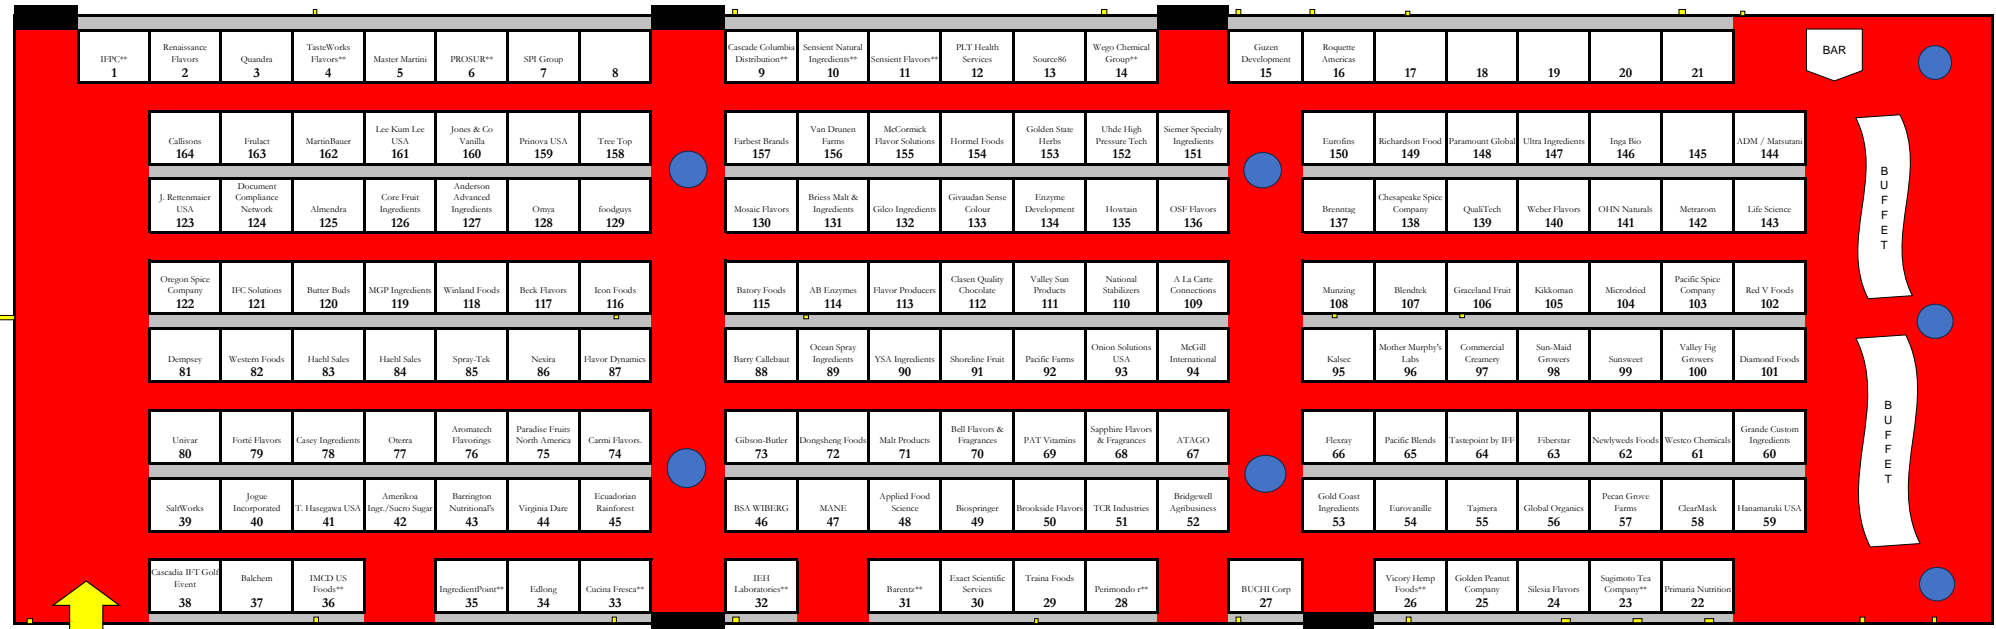 IFPC**
1
Renaissance
Flavors
2
Quandra
3
TasteWorks
Flavors**
4
Master Martini
5
PROSUR**
6
SPI Group
7
8
Cascade Columbia
Distribution**
9
Sensient Natural
Ingredients**
10
Sensient Flavors**
11
PLT Health
Services
12
Source86
13
Wego Chemical
Group**
14
Guzen
Development
15
Roquette
Americas
16
17
18
19
20
21
BAR
Callisons
164
Frulact
163
MartinBauer
162
Lee Kum Lee
USA
161
Jones & Co
Vanilla
160
Prinova USA
159
Tree Top
158
Farbest Brands
157
Van Drunen
Farms
156
McCormick
Flavor Solutions
155
Hormel Foods
154
Golden State
Herbs
153
Uhde High
Pressure Tech
152
Siemer Specialty
Ingredients
151
Eurofins
150
Richardson Food
149
Paramount Global
148
Ultra Ingredients
147
Inga Bio
146
145
ADM / Matsutani
144
J. Rettenmaier
USA
123
Document
Compliance
Network
124
Almendra
125
Core Fruit
Ingredients
126
Anderson
Advanced
Ingredients
127
Omya
128
foodguys
129
Mosaic Flavors
130
Briess Malt &
Ingredients
131
Gilco Ingredients
132
Givaudan Sense
Colour
133
Enzyme
Development
134
Howtain
135
OSF Flavors
136
Brenntag
137
Chesapeake Spice
Company
138
QualiTech
139
Weber Flavors
140
OHN Naturals
141
Metrarom
142
Life Science
143
BUFFET
Oregon Spice
Company
122
IFC Solutions
121
Butter Buds
120
MGP Ingredients
119
Winland Foods
118
Beck Flavors
117
Icon Foods
116
Batory Foods
115
AB Enzymes
114
Flavor Producers
113
Clasen Quality
Chocolate
112
Valley Sun
Products
111
National
Stabilizers
110
A La Carte
Connections
109
Munzing
108
Blendtek
107
Graceland Fruit
106
Kikkoman
105
Microdried
104
Pacific Spice
Company
103
Red V Foods
102
Dempsey
81
Western Foods
82
Haehl Sales
83
Haehl Sales
84
Spray-Tek
85
Nexira
86
Flavor Dynamics
87
Barry Callebaut
88
Ocean Spray
Ingredients
89
YSA Ingredients
90
Shoreline Fruit
91
Pacific Farms
92
Onion Solutions
USA
93
McGill
International
94
Kalsec
95
Mother Murphy's
Labs
96
Commercial
Creamery
97
Sun-Maid
Growers
98
Sunsweet
99
Valley Fig
Growers
100
Diamond Foods
101
Univar
80
Forté Flavors
79
Casey Ingredients
78
Oterra
77
Aromatech
Flavorings
76
Paradise Fruits
North America
75
Carmi Flavors.
74
Gibson-Butler
73
Dongsheng Foods
72
Malt Products
71
Bell Flavors &
Fragrances
70
PAT Vitamins
69
Sapphire Flavors
& Fragrances
68
ATAGO
67
Flexray
66
Pacific Blends
65
Tastepoint by IFF
64
Fiberstar
63
Newlyweds Foods
62
Westco Chemicals
61
Grande Custom
Ingredients
60
BUFFET
SaltWorks
39
Jogue
Incorporated
40
T. Hasegawa USA
41
Amerikoa
Ingr./Sucro Sugar
42
Barrington
Nutritional's
43
Virginia Dare
44
Ecuadorian
Rainforest
45
BSA WIBERG
46
MANE
47
Applied Food
Science
48
Biospringer
49
Brookside Flavors
50
TCR Industries
51
Bridgewell
Agribusiness
52
Gold Coast
Ingredients
53
Eurovanille
54
Tajmera
55
Global Organics
56
Pecan Grove
Farms
57
ClearMask
58
Hanamaruki USA
59
Cascadia IFT Golf
Event
38
Balchem
37
IMCD US
Foods**
36
IngredientPoint**
35
Edlong
34
Cucina Fresca**
33
IEH
Laboratories**
32
Barentz**
31
Exact Scientific
Services
30
Traina Foods
29
Perimondo r**
28
BUCHI Corp
27
Vicory Hemp
Foods**
26
Golden Peanut
Company
25
Silesia Flavors
24
Sugimoto Tea
Company**
23
Primaria Nutrition
22